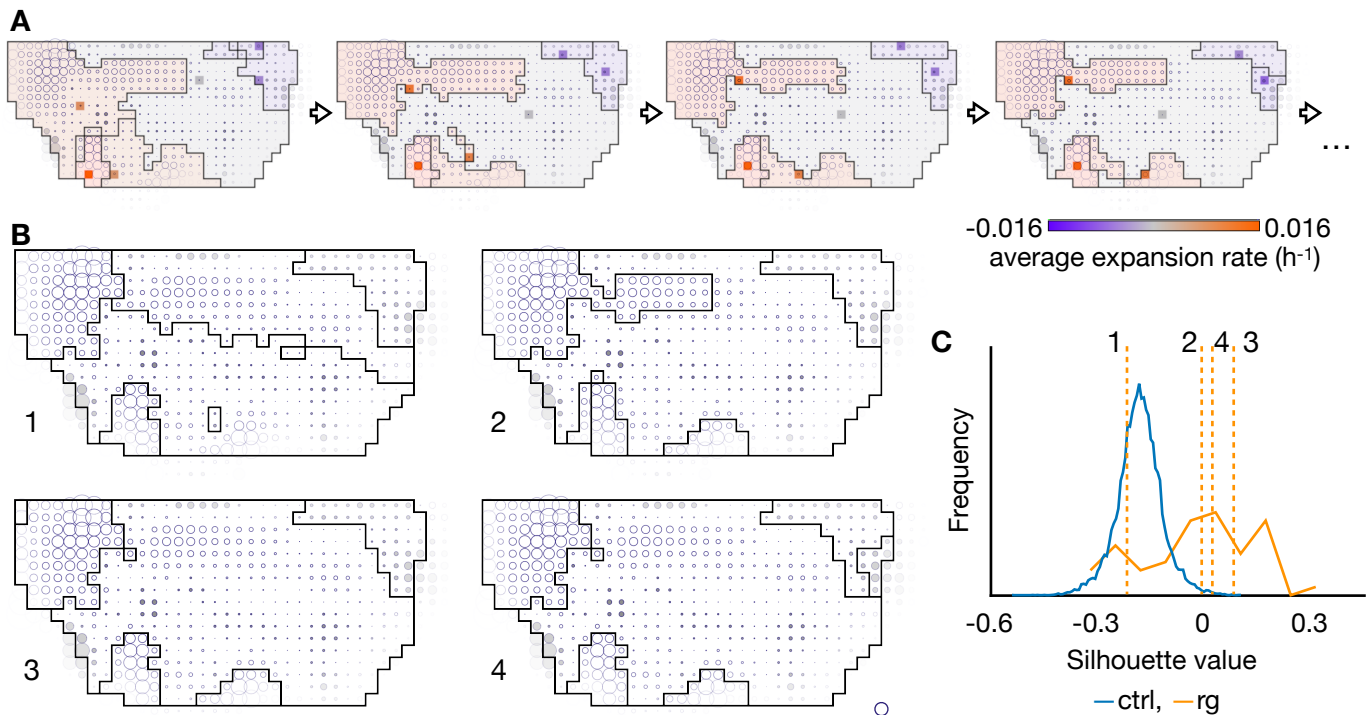 A
...
-0.016 0.016
average expansion rate (h-1)
B
1
2
3
4
C
1 2 4 3
Frequency
-0.6 -0.3 0 0.3
Silhouette value
ctrl, rg